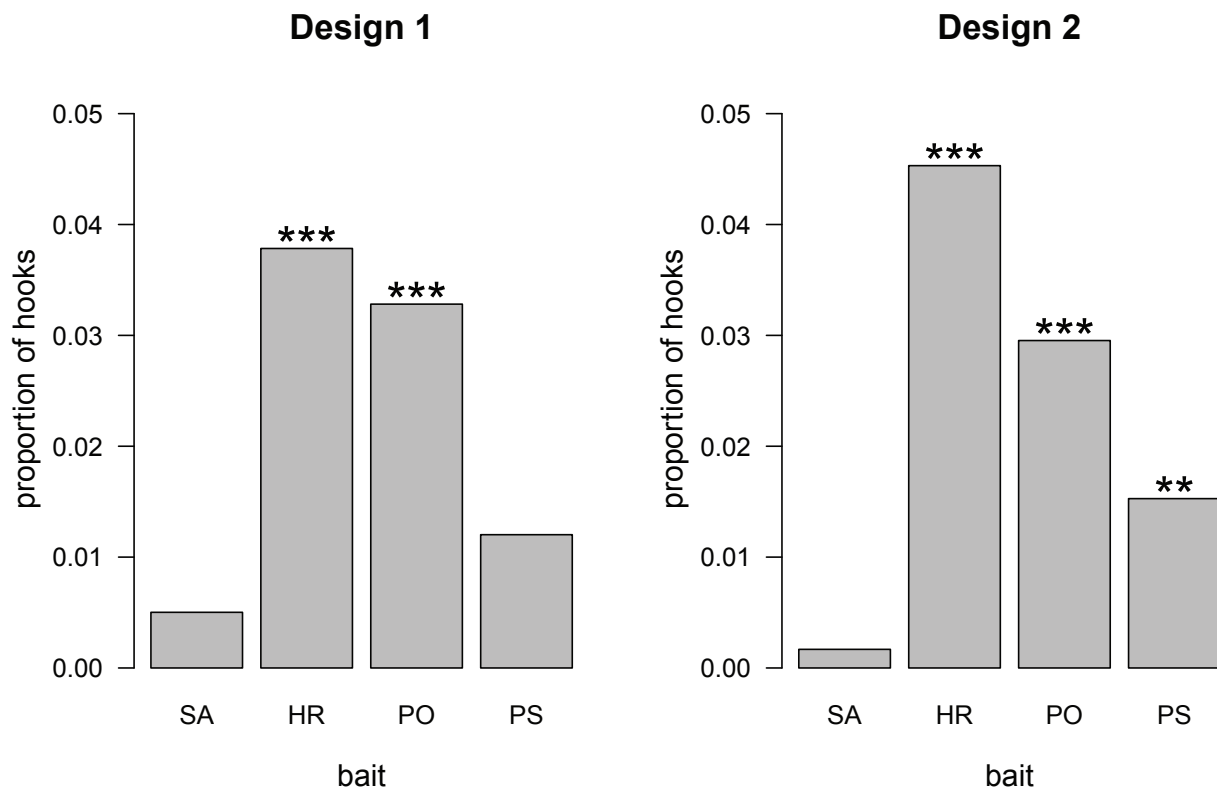 Design 1
proportion of hooks
0.05
0.04
0.03
0.02
0.01
0.00
***
***
SA HR PO PS
bait
Design 2
proportion of hooks
0.05
0.04
0.03
0.02
0.01
0.00
***
***
**
SA HR PO PS
bait